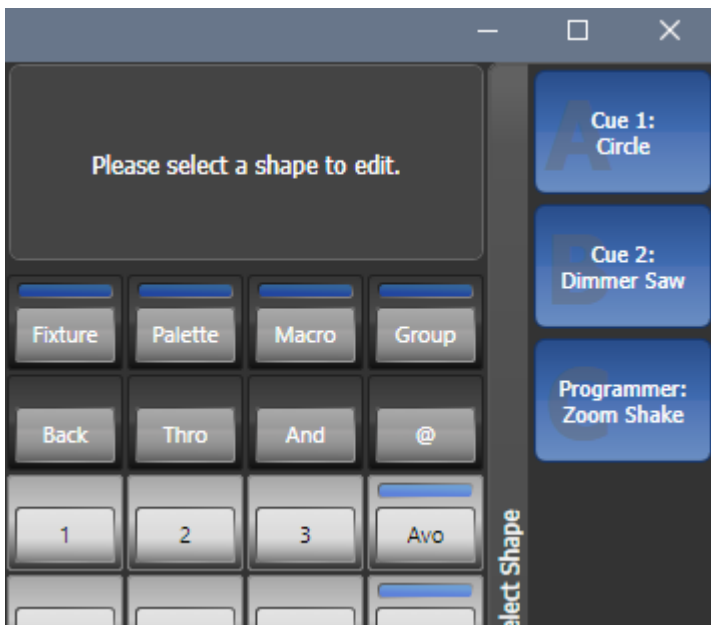 Please select a shape to edit.
A
Cue 1:
Circle
B
Cue 2:
Dimmer Saw
C
Programmer:
Zoom Shake
Fixture
Palette
Macro
Group
Back
Thro
And
@
1
2
3
Avo
Shape